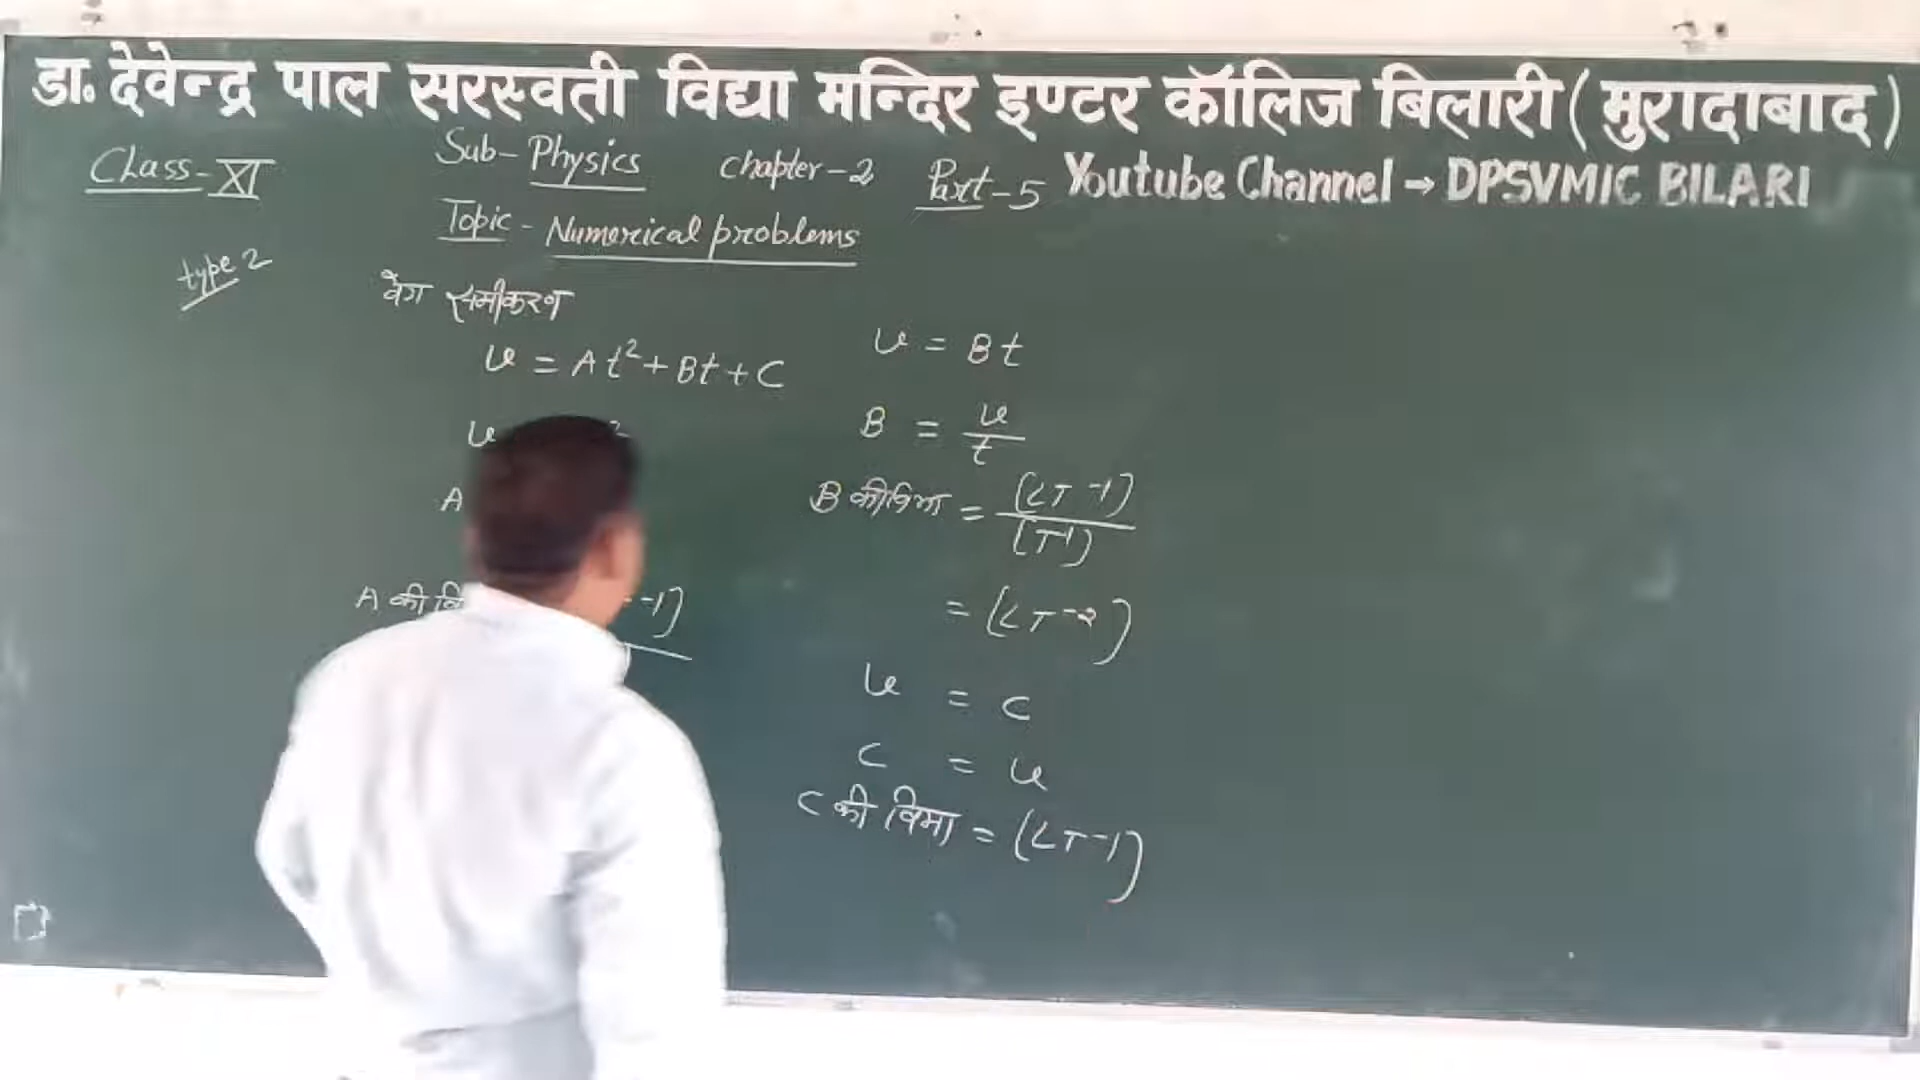 डा. देवेन्द्र पाल सरस्वती विद्या मन्दिर इण्टर कॉलिज बिलारी (मुरादाबाद)
Class-XI Sub-Physics Chapter-2 Part-5 Youtube Channel → DPSVMIC BILARI
Topic - Numerical problems
type 2
वेग समीकरण
v = At² + Bt + C
v
A
A की
-1]
v = Bt
B = v/t
B की विमा = [LT⁻¹]/[T¹]
= [LT⁻²]
v = C
C = v
C की विमा = [LT⁻¹]